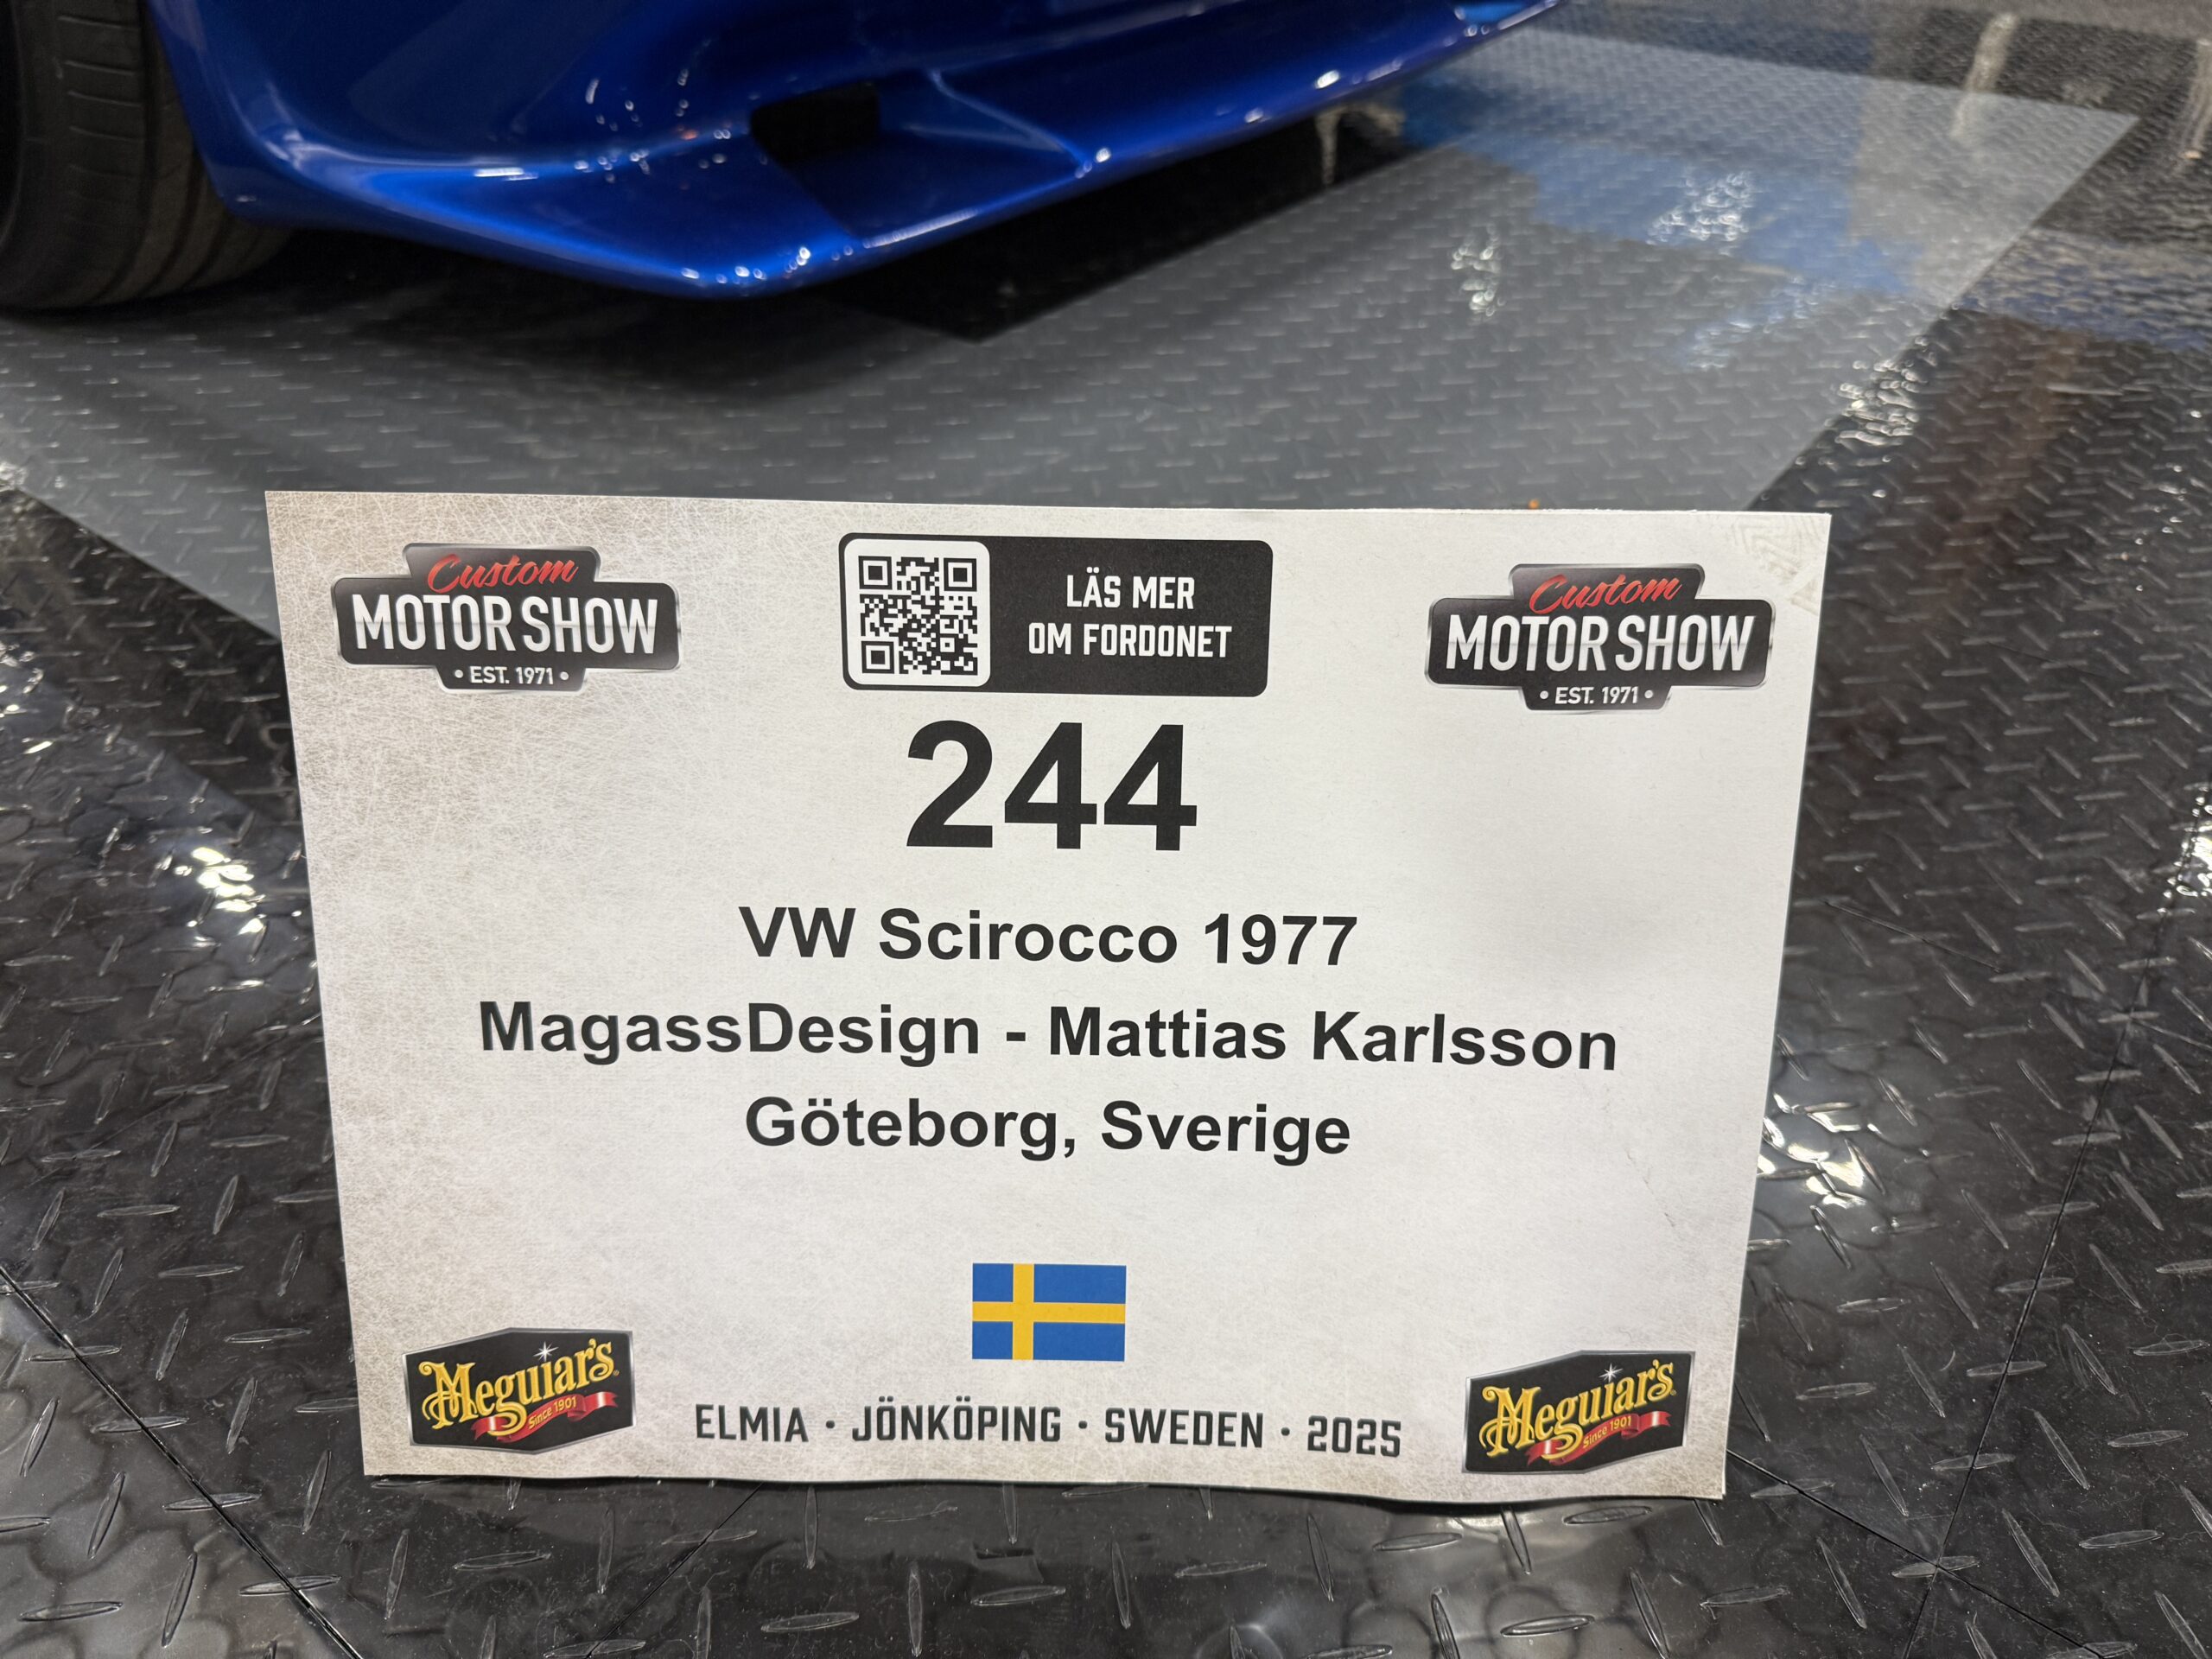 Custom
MOTOR SHOW
• EST. 1971 •
LÄS MER
OM FORDONET
Custom
MOTOR SHOW
• EST. 1971 •
244
VW Scirocco 1977
MagassDesign - Mattias Karlsson
Göteborg, Sverige
Meguiar's
Since 1901
ELMIA • JÖNKÖPING • SWEDEN • 2025
Meguiar's
Since 1901